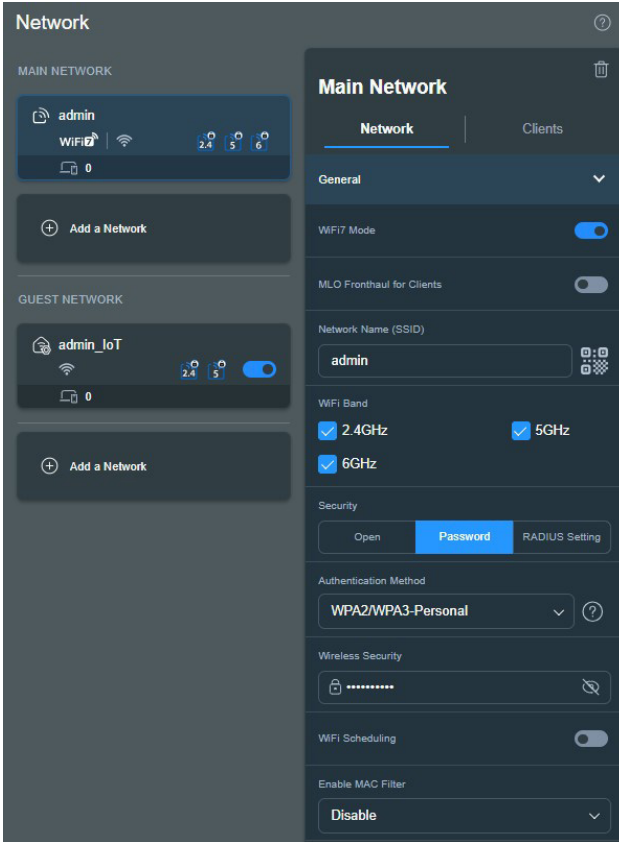 Network
MAIN NETWORK
admin
WiFi 7
2.4 5 6
0
Add a Network
GUEST NETWORK
admin_IoT
2.4 5
0
Add a Network
Main Network
Network Clients
General
WiFi7 Mode
MLO Fronthaul for Clients
Network Name (SSID)
admin
WiFi Band
2.4GHz 5GHz
6GHz
Security
Open Password RADIUS Setting
Authentication Method
WPA2/WPA3-Personal
Wireless Security
••••••••••
WiFi Scheduling
Enable MAC Filter
Disable